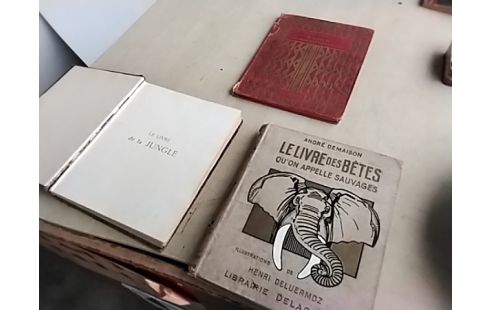 LE LIVRE
de la JUNGLE
ANDRÉ DEMAISON
LE LIVRE DES BÊTES
QU'ON APPELLE SAUVAGES
ILLUSTRATIONS DE
HENRI DELUERMOZ
LIBRAIRIE DELAG